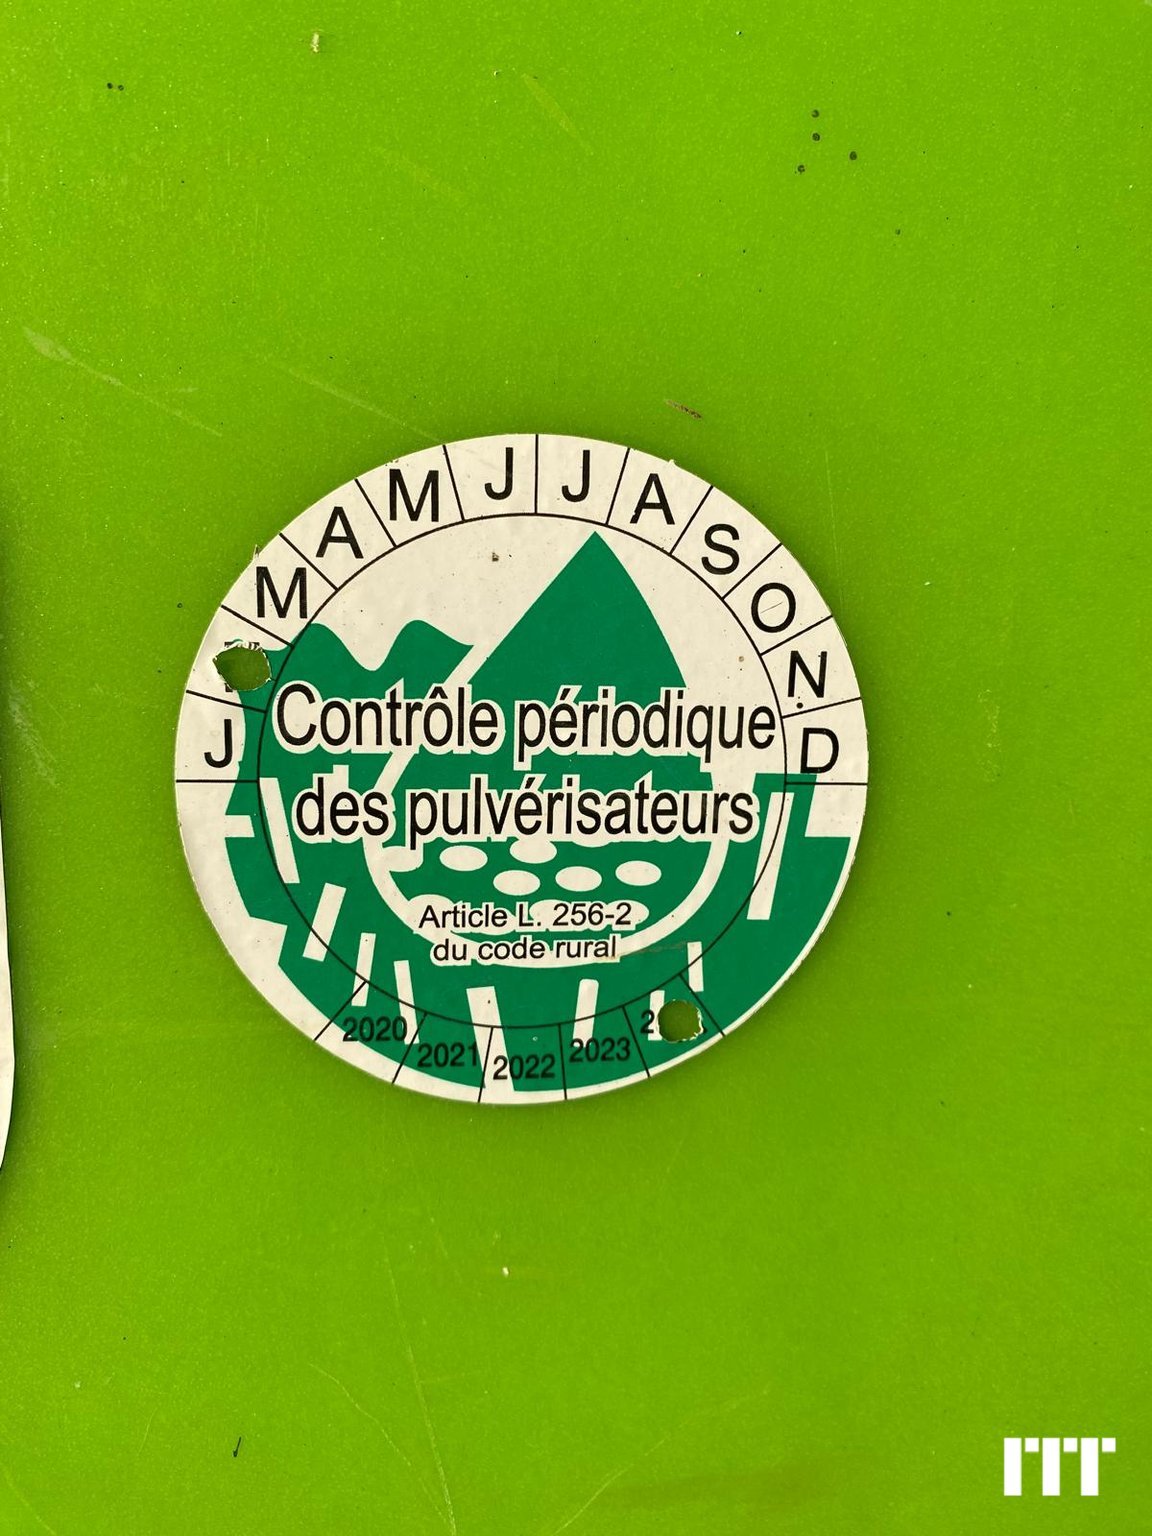 J
M
A
M
J
J
A
S
O
N
D
Contrôle périodique
des pulvérisateurs
Article L. 256-2
du code rural
2020
2021
2022
2023